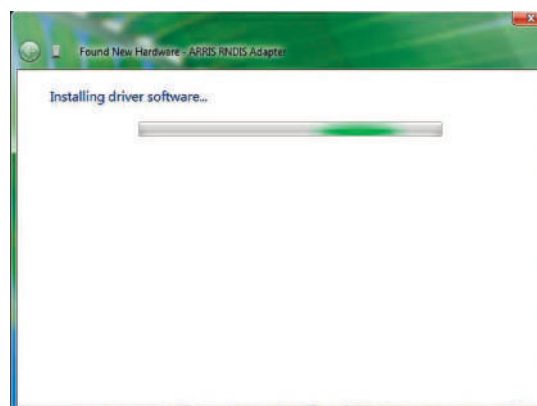 Found New Hardware - ARRIS RNDIS Adapter
Installing driver software...